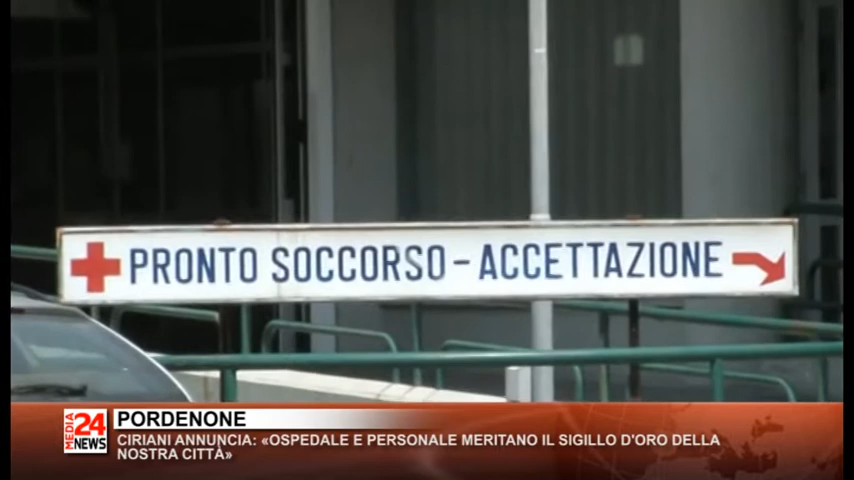 PRONTO SOCCORSO - ACCETTAZIONE
MEDIA 24 NEWS
PORDENONE
CIRIANI ANNUNCIA: «OSPEDALE E PERSONALE MERITANO IL SIGILLO D'ORO DELLA
NOSTRA CITTÀ»